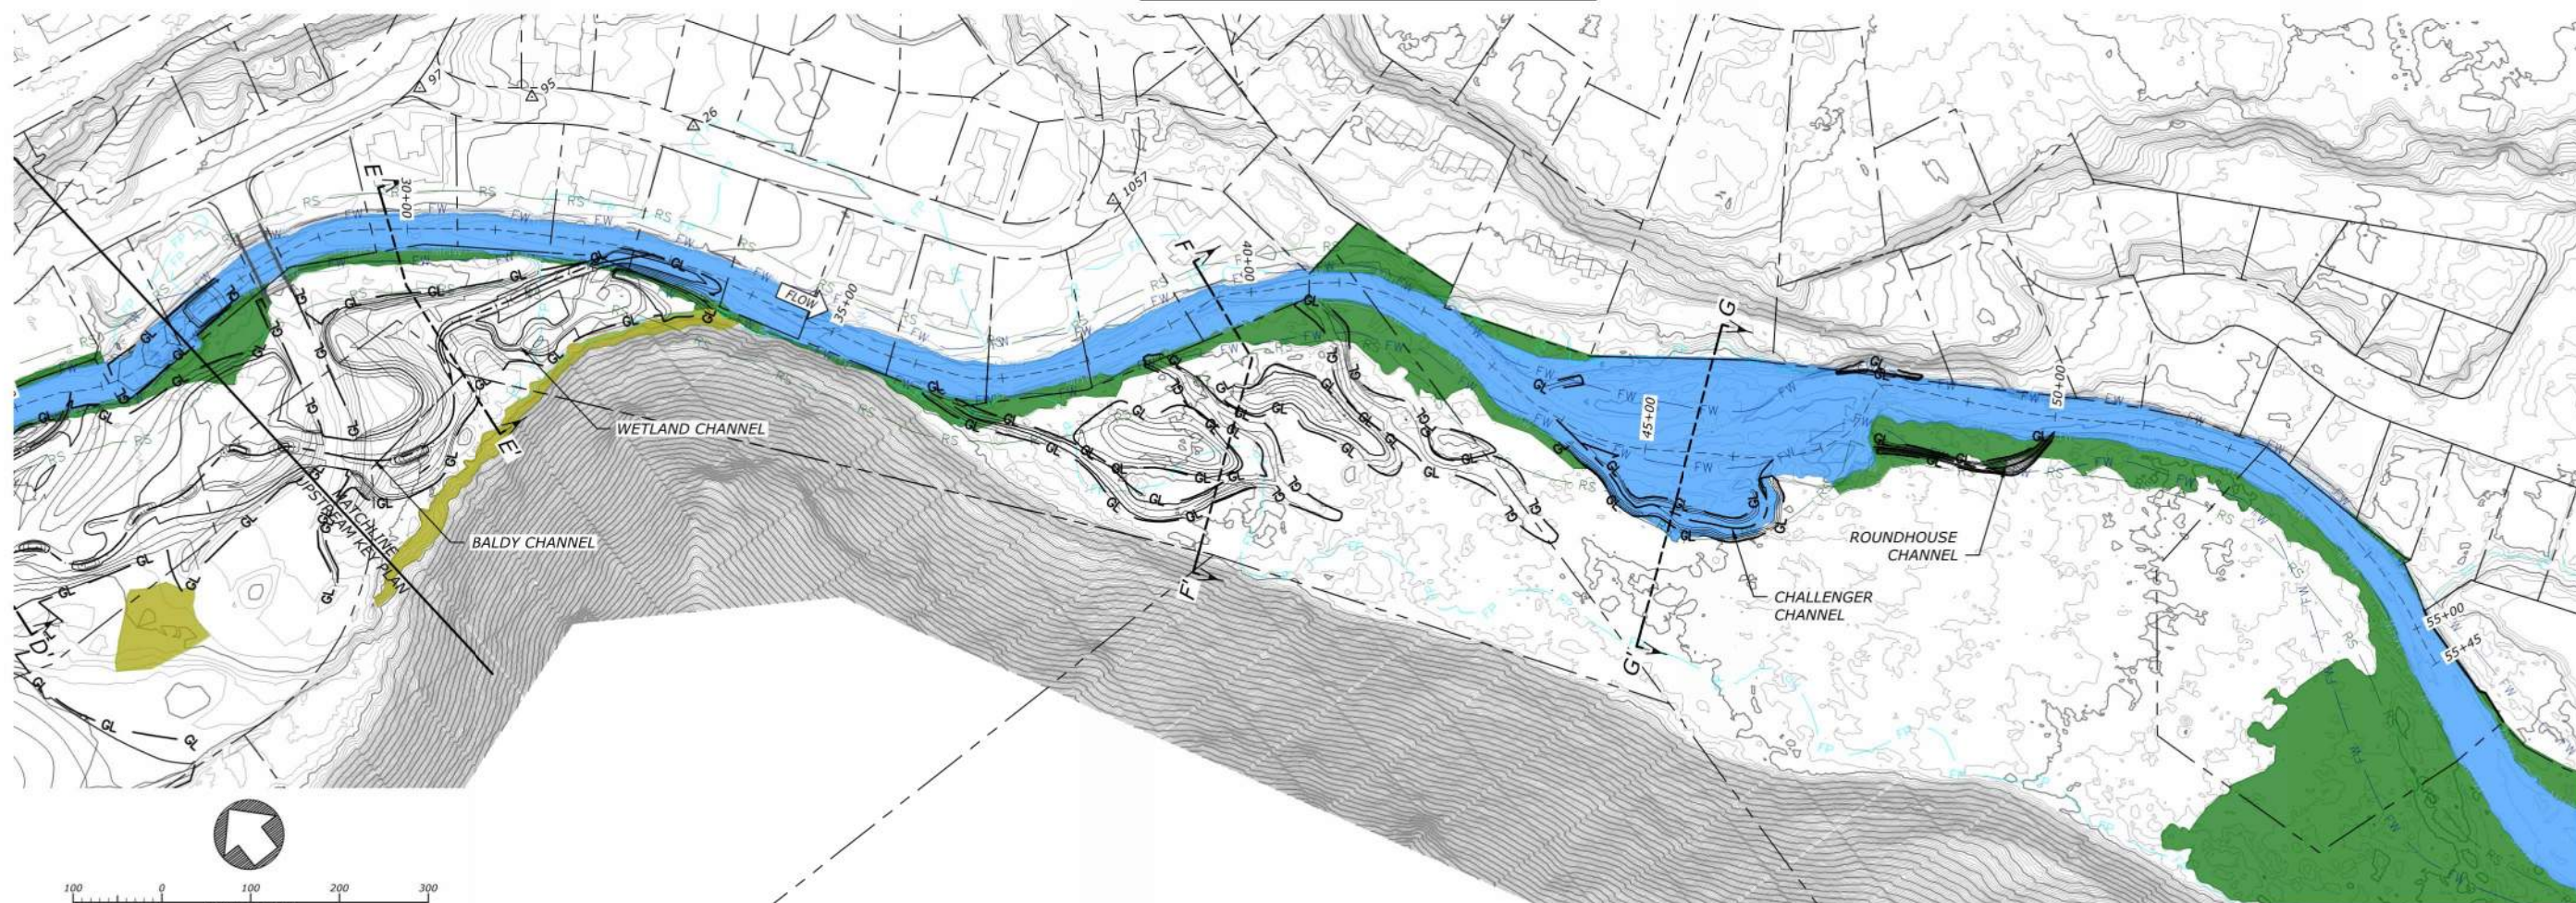 97
95
26
1057
E
30+00
F
40+00
FLOW
35+00
G
45+00
50+00
WETLAND CHANNEL
E'
MATCHLINE
UPSTREAM KEY PLAN
BALDY CHANNEL
ROUNDHOUSE
CHANNEL
CHALLENGER
CHANNEL
F'
G'
D'
55+00
55+45
RS
FW
GL
FP
100 0 100 200 300